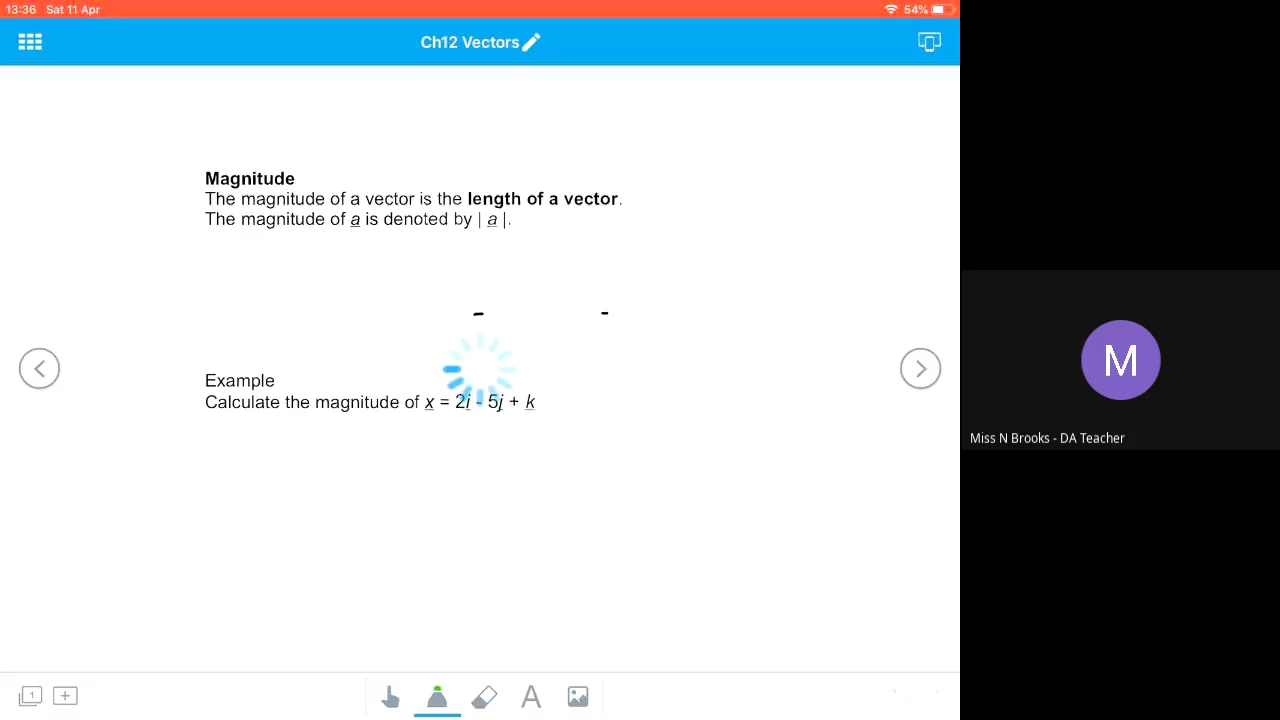 13:36 Sat 11 Apr
54%
Ch12 Vectors
Magnitude
The magnitude of a vector is the length of a vector.
The magnitude of a is denoted by | a |.
Example
Calculate the magnitude of x = 2i - 5j + k
M
Miss N Brooks - DA Teacher
1
A